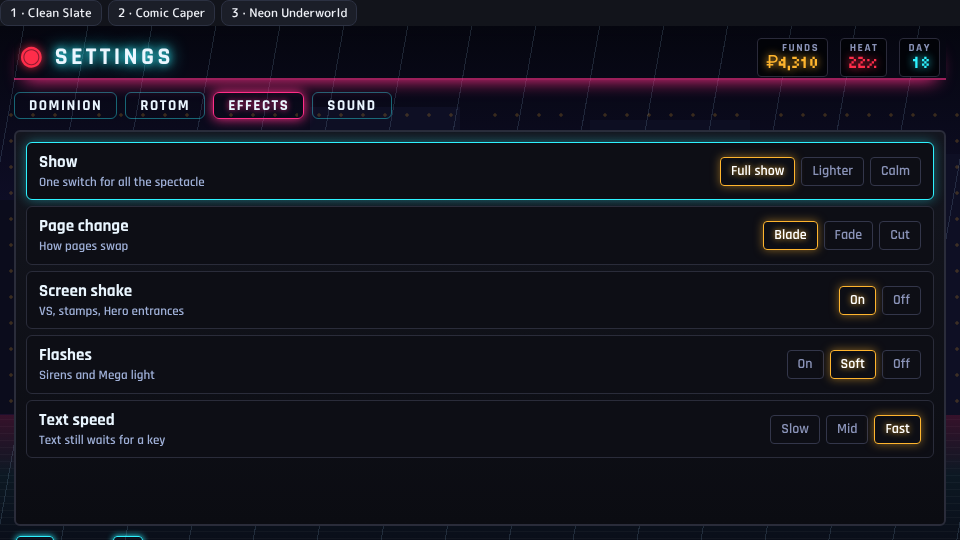 1 · Clean Slate
2 · Comic Caper
3 · Neon Underworld
SETTINGS
FUNDS
₽4,310
HEAT
22%
DAY
18
DOMINION
ROTOM
EFFECTS
SOUND
Show
One switch for all the spectacle
Full show
Lighter
Calm
Page change
How pages swap
Blade
Fade
Cut
Screen shake
VS, stamps, Hero entrances
On
Off
Flashes
Sirens and Mega light
On
Soft
Off
Text speed
Text still waits for a key
Slow
Mid
Fast